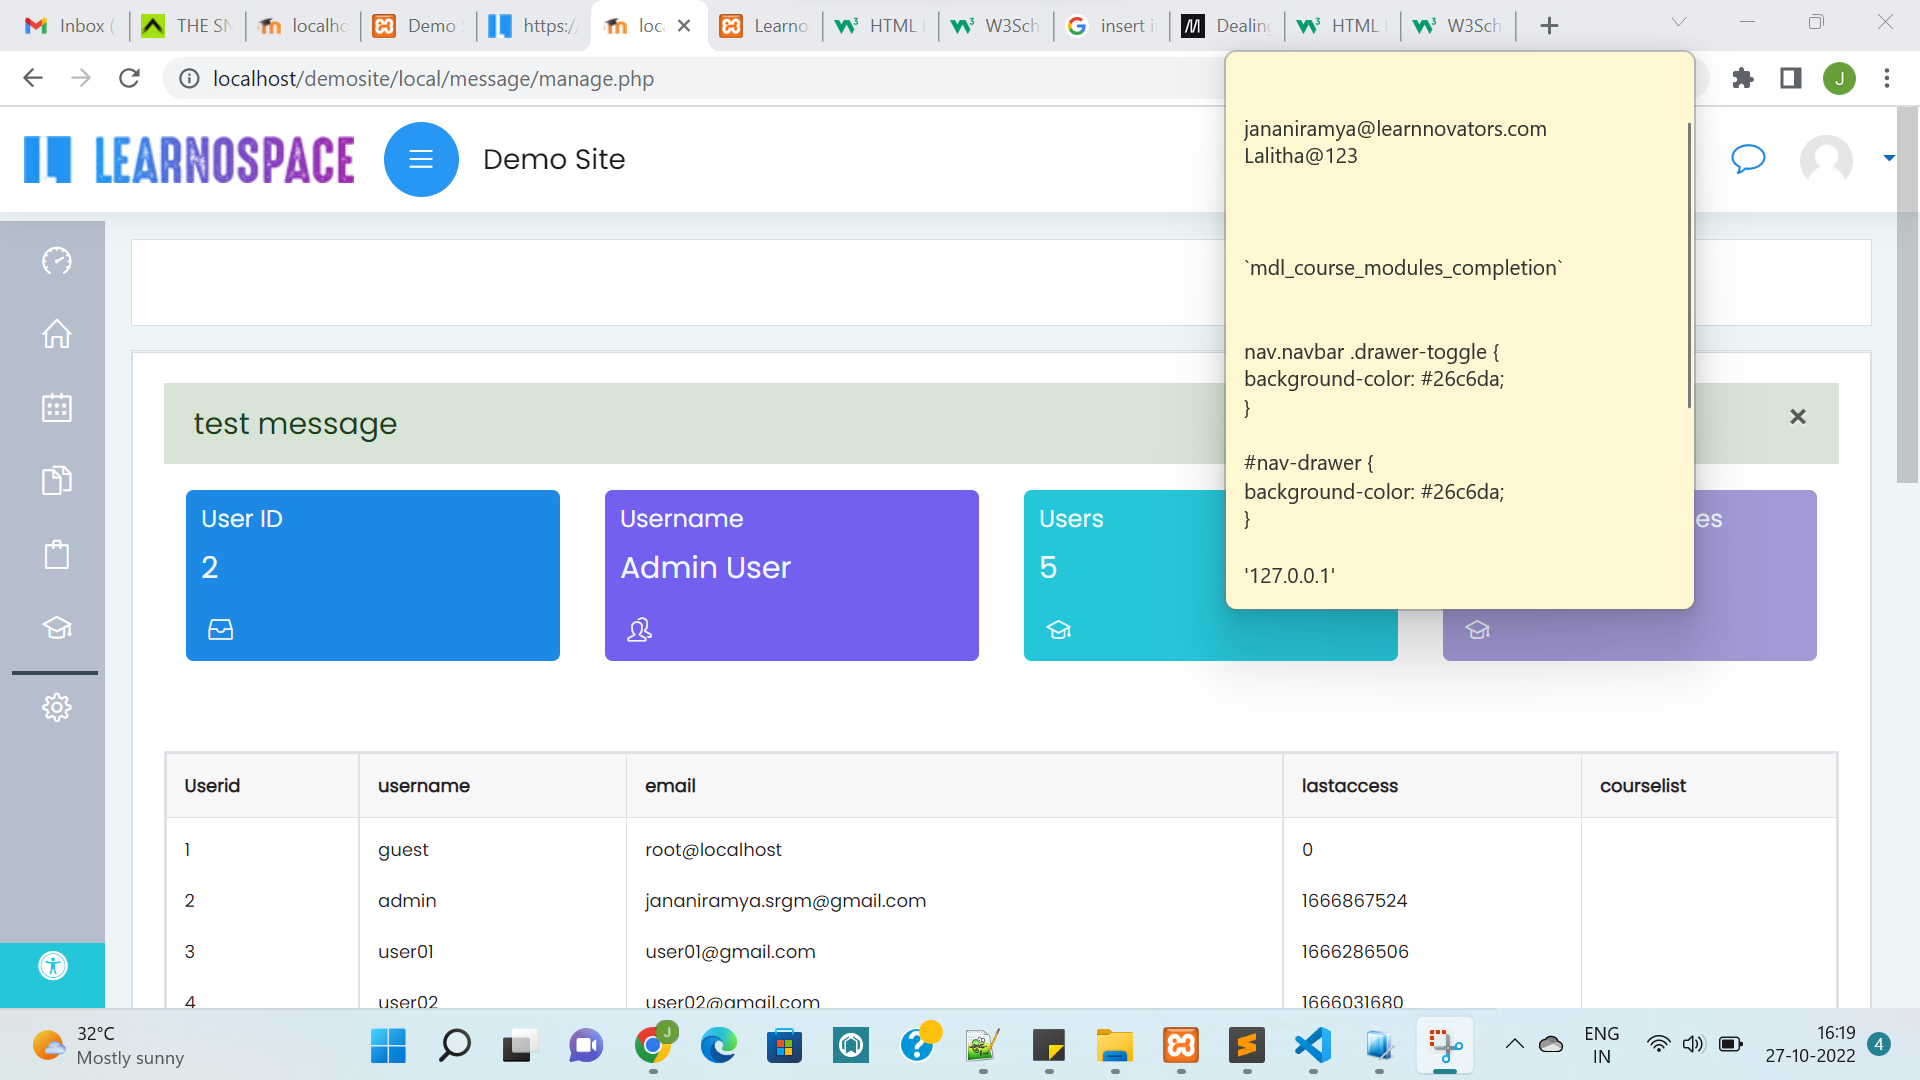 Inbox (
THE SN
localho
Demo
https:/
loc
Learno
HTML
W3Sch
insert i
Dealing
HTML
W3Sch
localhost/demosite/local/message/manage.php
J
LEARNOSPACE
Demo Site
jananiramya@learnnovators.com
Lalitha@123
`mdl_course_modules_completion`
nav.navbar .drawer-toggle {
background-color: #26c6da;
}
#nav-drawer {
background-color: #26c6da;
}
'127.0.0.1'
test message
×
User ID
2
Username
Admin User
Users
5
es
Userid username email lastaccess courselist
1 guest root@localhost 0
2 admin jananiramya.srgm@gmail.com 1666867524
3 user01 user01@gmail.com 1666286506
4 user02 user02@gmail.com 1666031680
32°C
Mostly sunny
J
ENG
IN
16:19
27-10-2022
4